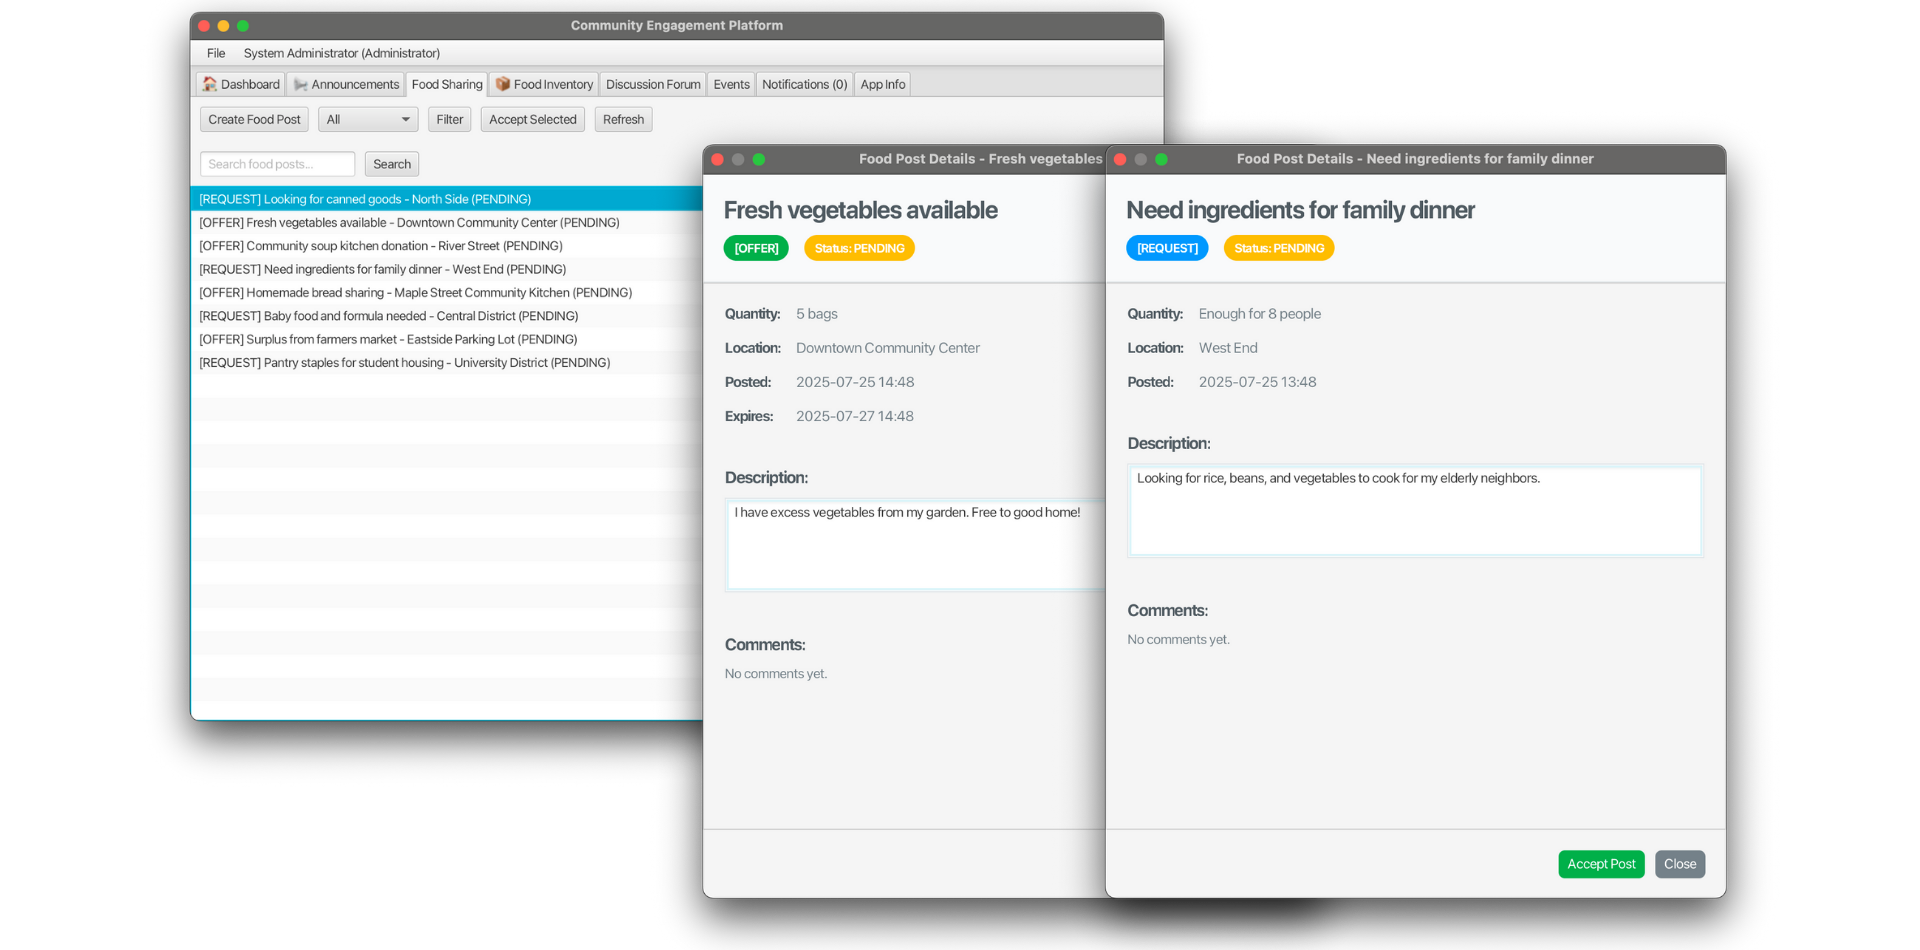 Community Engagement Platform
File System Administrator (Administrator)
Dashboard Announcements Food Sharing Food Inventory Discussion Forum Events Notifications (0) App Info
Create Food Post All Filter Accept Selected Refresh
Search food posts... Search
[REQUEST] Looking for canned goods - North Side (PENDING)
[OFFER] Fresh vegetables available - Downtown Community Center (PENDING)
[OFFER] Community soup kitchen donation - River Street (PENDING)
[REQUEST] Need ingredients for family dinner - West End (PENDING)
[OFFER] Homemade bread sharing - Maple Street Community Kitchen (PENDING)
[REQUEST] Baby food and formula needed - Central District (PENDING)
[OFFER] Surplus from farmers market - Eastside Parking Lot (PENDING)
[REQUEST] Pantry staples for student housing - University District (PENDING)
Food Post Details - Fresh vegetables
Fresh vegetables available
[OFFER] Status: PENDING
Quantity: 5 bags
Location: Downtown Community Center
Posted: 2025-07-25 14:48
Expires: 2025-07-27 14:48
Description:
I have excess vegetables from my garden. Free to good home!
Comments:
No comments yet.
Food Post Details - Need ingredients for family dinner
Need ingredients for family dinner
[REQUEST] Status: PENDING
Quantity: Enough for 8 people
Location: West End
Posted: 2025-07-25 13:48
Description:
Looking for rice, beans, and vegetables to cook for my elderly neighbors.
Comments:
No comments yet.
Accept Post Close